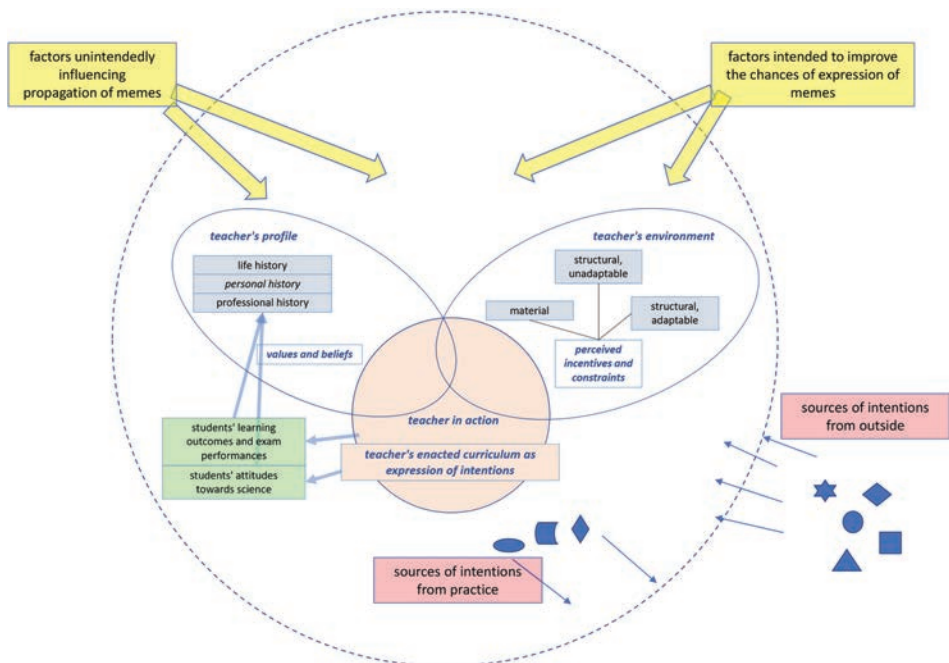 factors unintendedly
influencing
propagation of memes
factors intended to improve
the chances of expression of
memes
teacher's profile
life history
personal history
professional history
values and beliefs
teacher's environment
structural,
unadaptable
material
structural,
adaptable
perceived
incentives and
constraints
teacher in action
teacher's enacted curriculum as
expression of intentions
students' learning
outcomes and exam
performances
students' attitudes
towards science
sources of intentions
from outside
sources of intentions
from practice